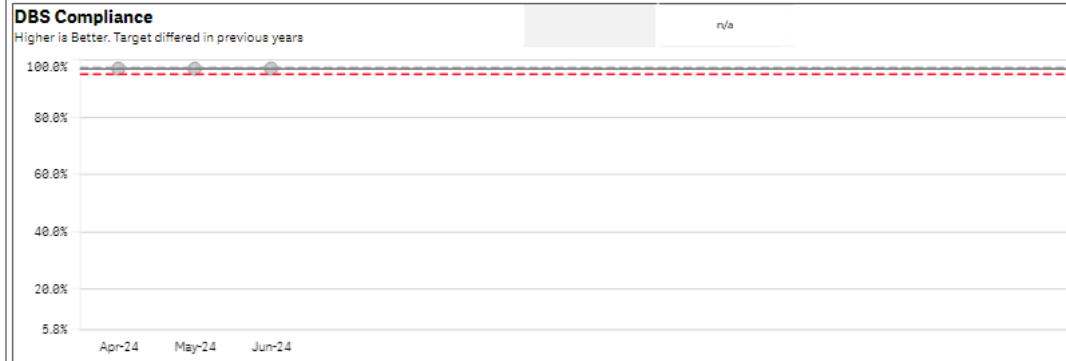 DBS Compliance
Higher is Better. Target differed in previous years
n/a
100.0%
80.0%
60.0%
40.0%
20.0%
5.8%
Apr-24 May-24 Jun-24